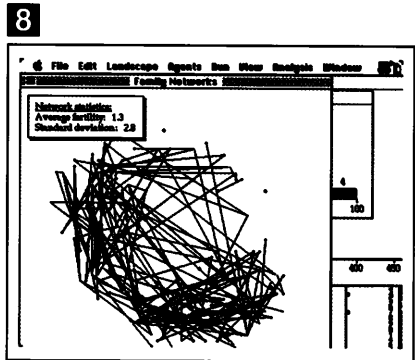 8
File Edit Landscape Agents Run View Analysis Window
Family Networks
Network statistics:
Average fertility: 1.3
Standard deviation: 2.8
4
100
400